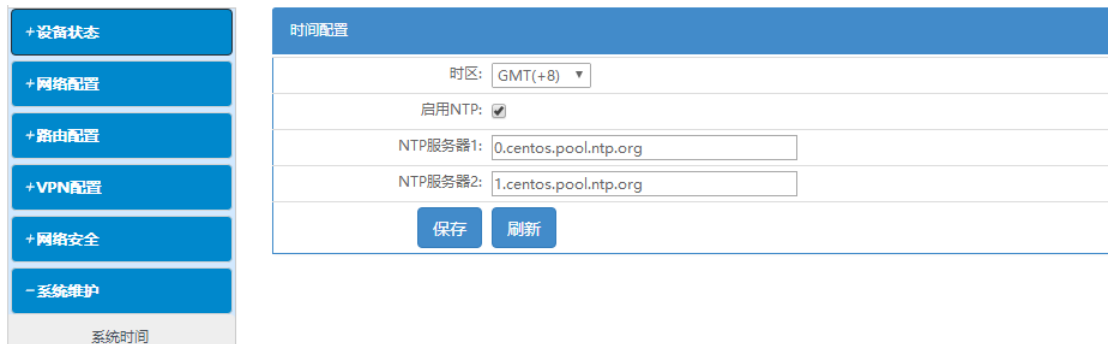 +设备状态
+网络配置
+路由配置
+VPN配置
+网络安全
-系统维护
系统时间
时间配置
时区: GMT(+8)
启用NTP:
NTP服务器1: 0.centos.pool.ntp.org
NTP服务器2: 1.centos.pool.ntp.org
保存 刷新